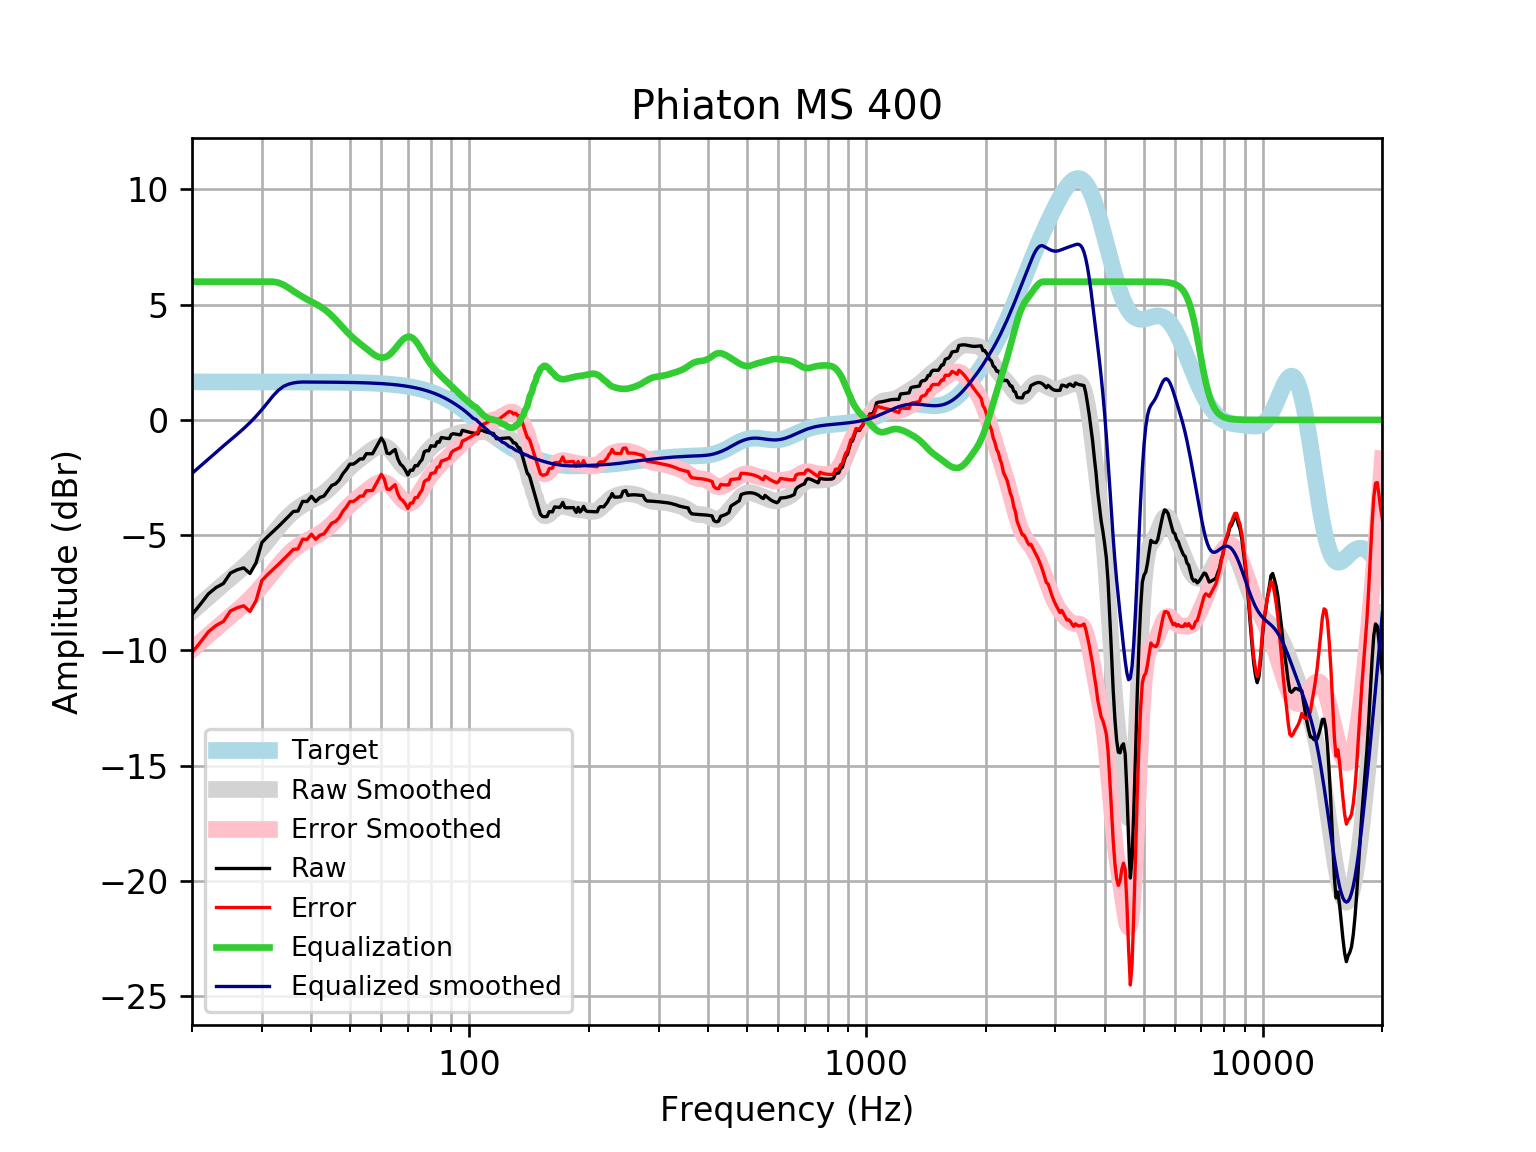 Phiaton MS 400
Amplitude (dBr)
10
5
0
−5
−10
−15
−20
−25
Target
Raw Smoothed
Error Smoothed
Raw
Error
Equalization
Equalized smoothed
100
1000
10000
Frequency (Hz)